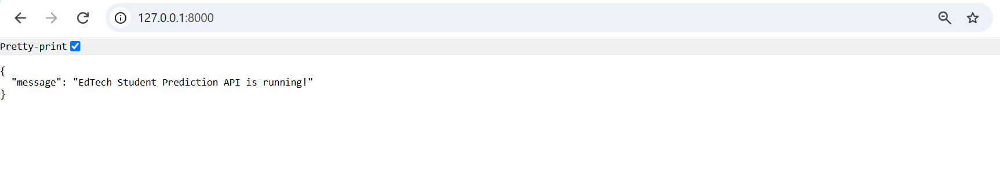 127.0.0.1:8000
Pretty-print
{
  "message": "EdTech Student Prediction API is running!"
}